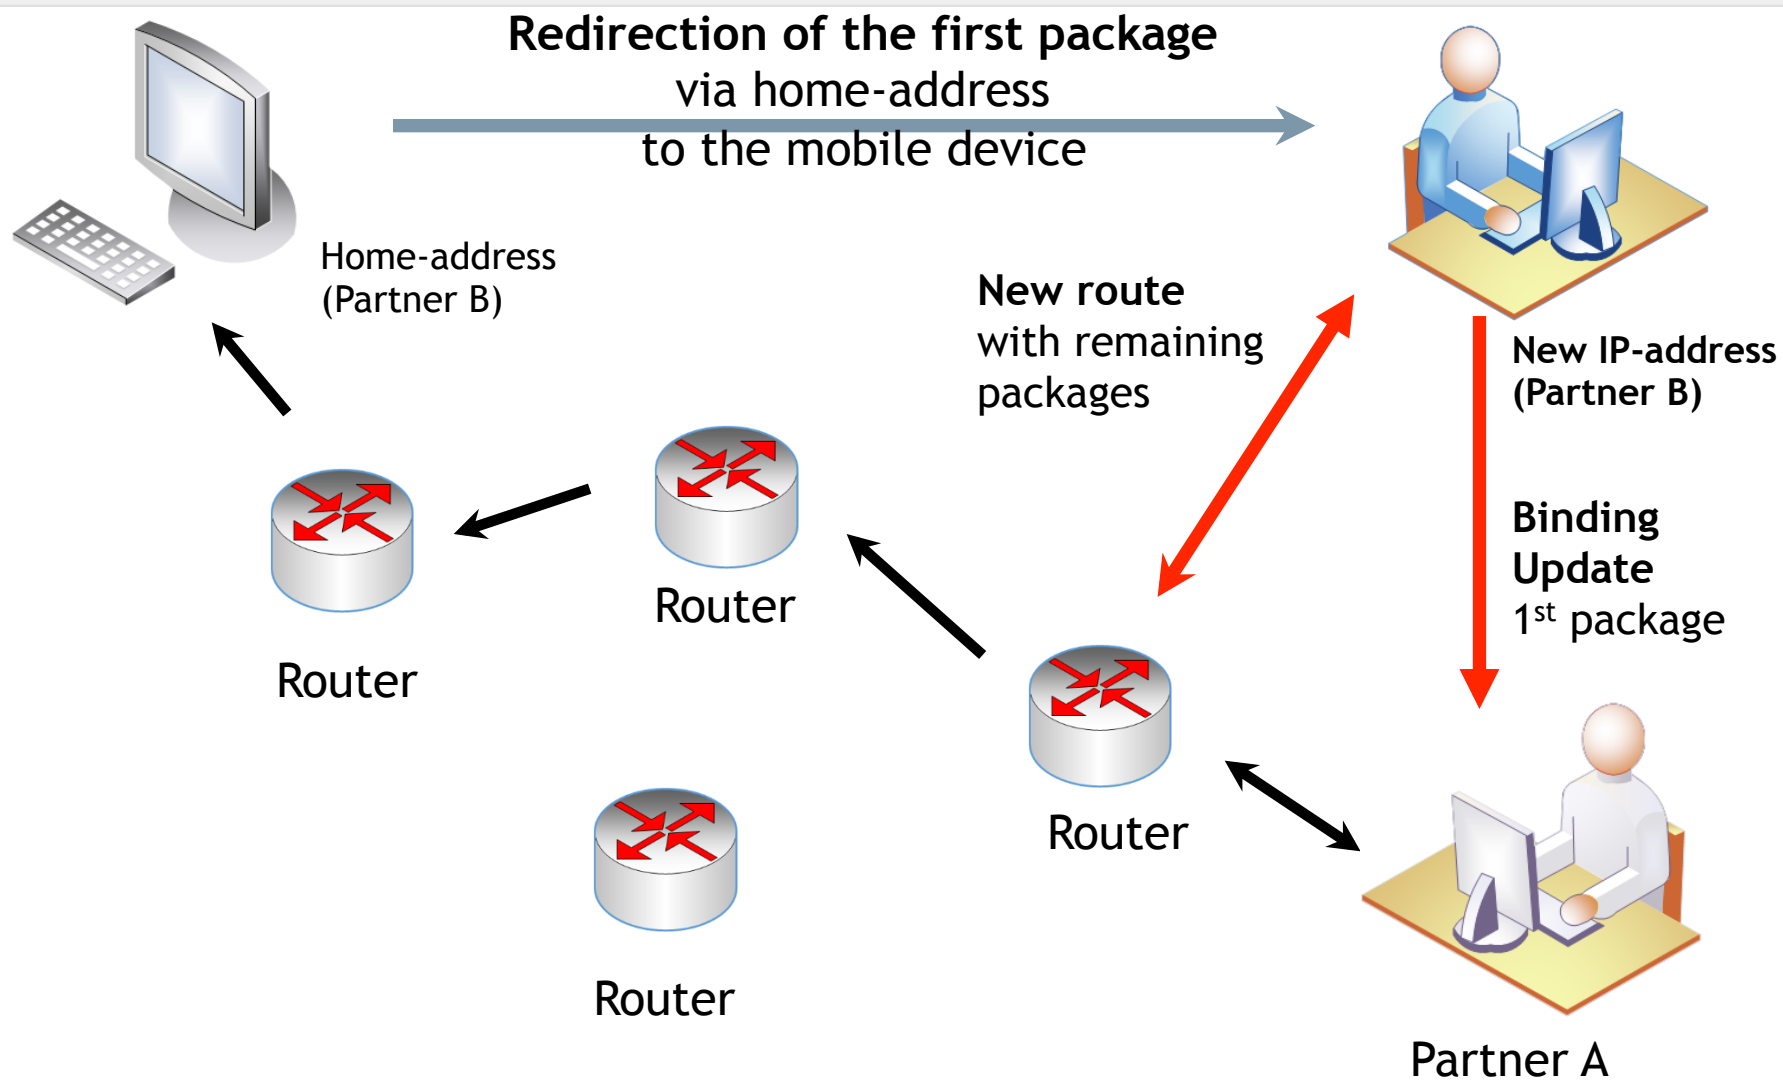 Redirection of the first package
via home-address
to the mobile device
Home-address
(Partner B)
New route
with remaining
packages
New IP-address
(Partner B)
Binding
Update
1st package
Router
Router
Router
Router
Partner A